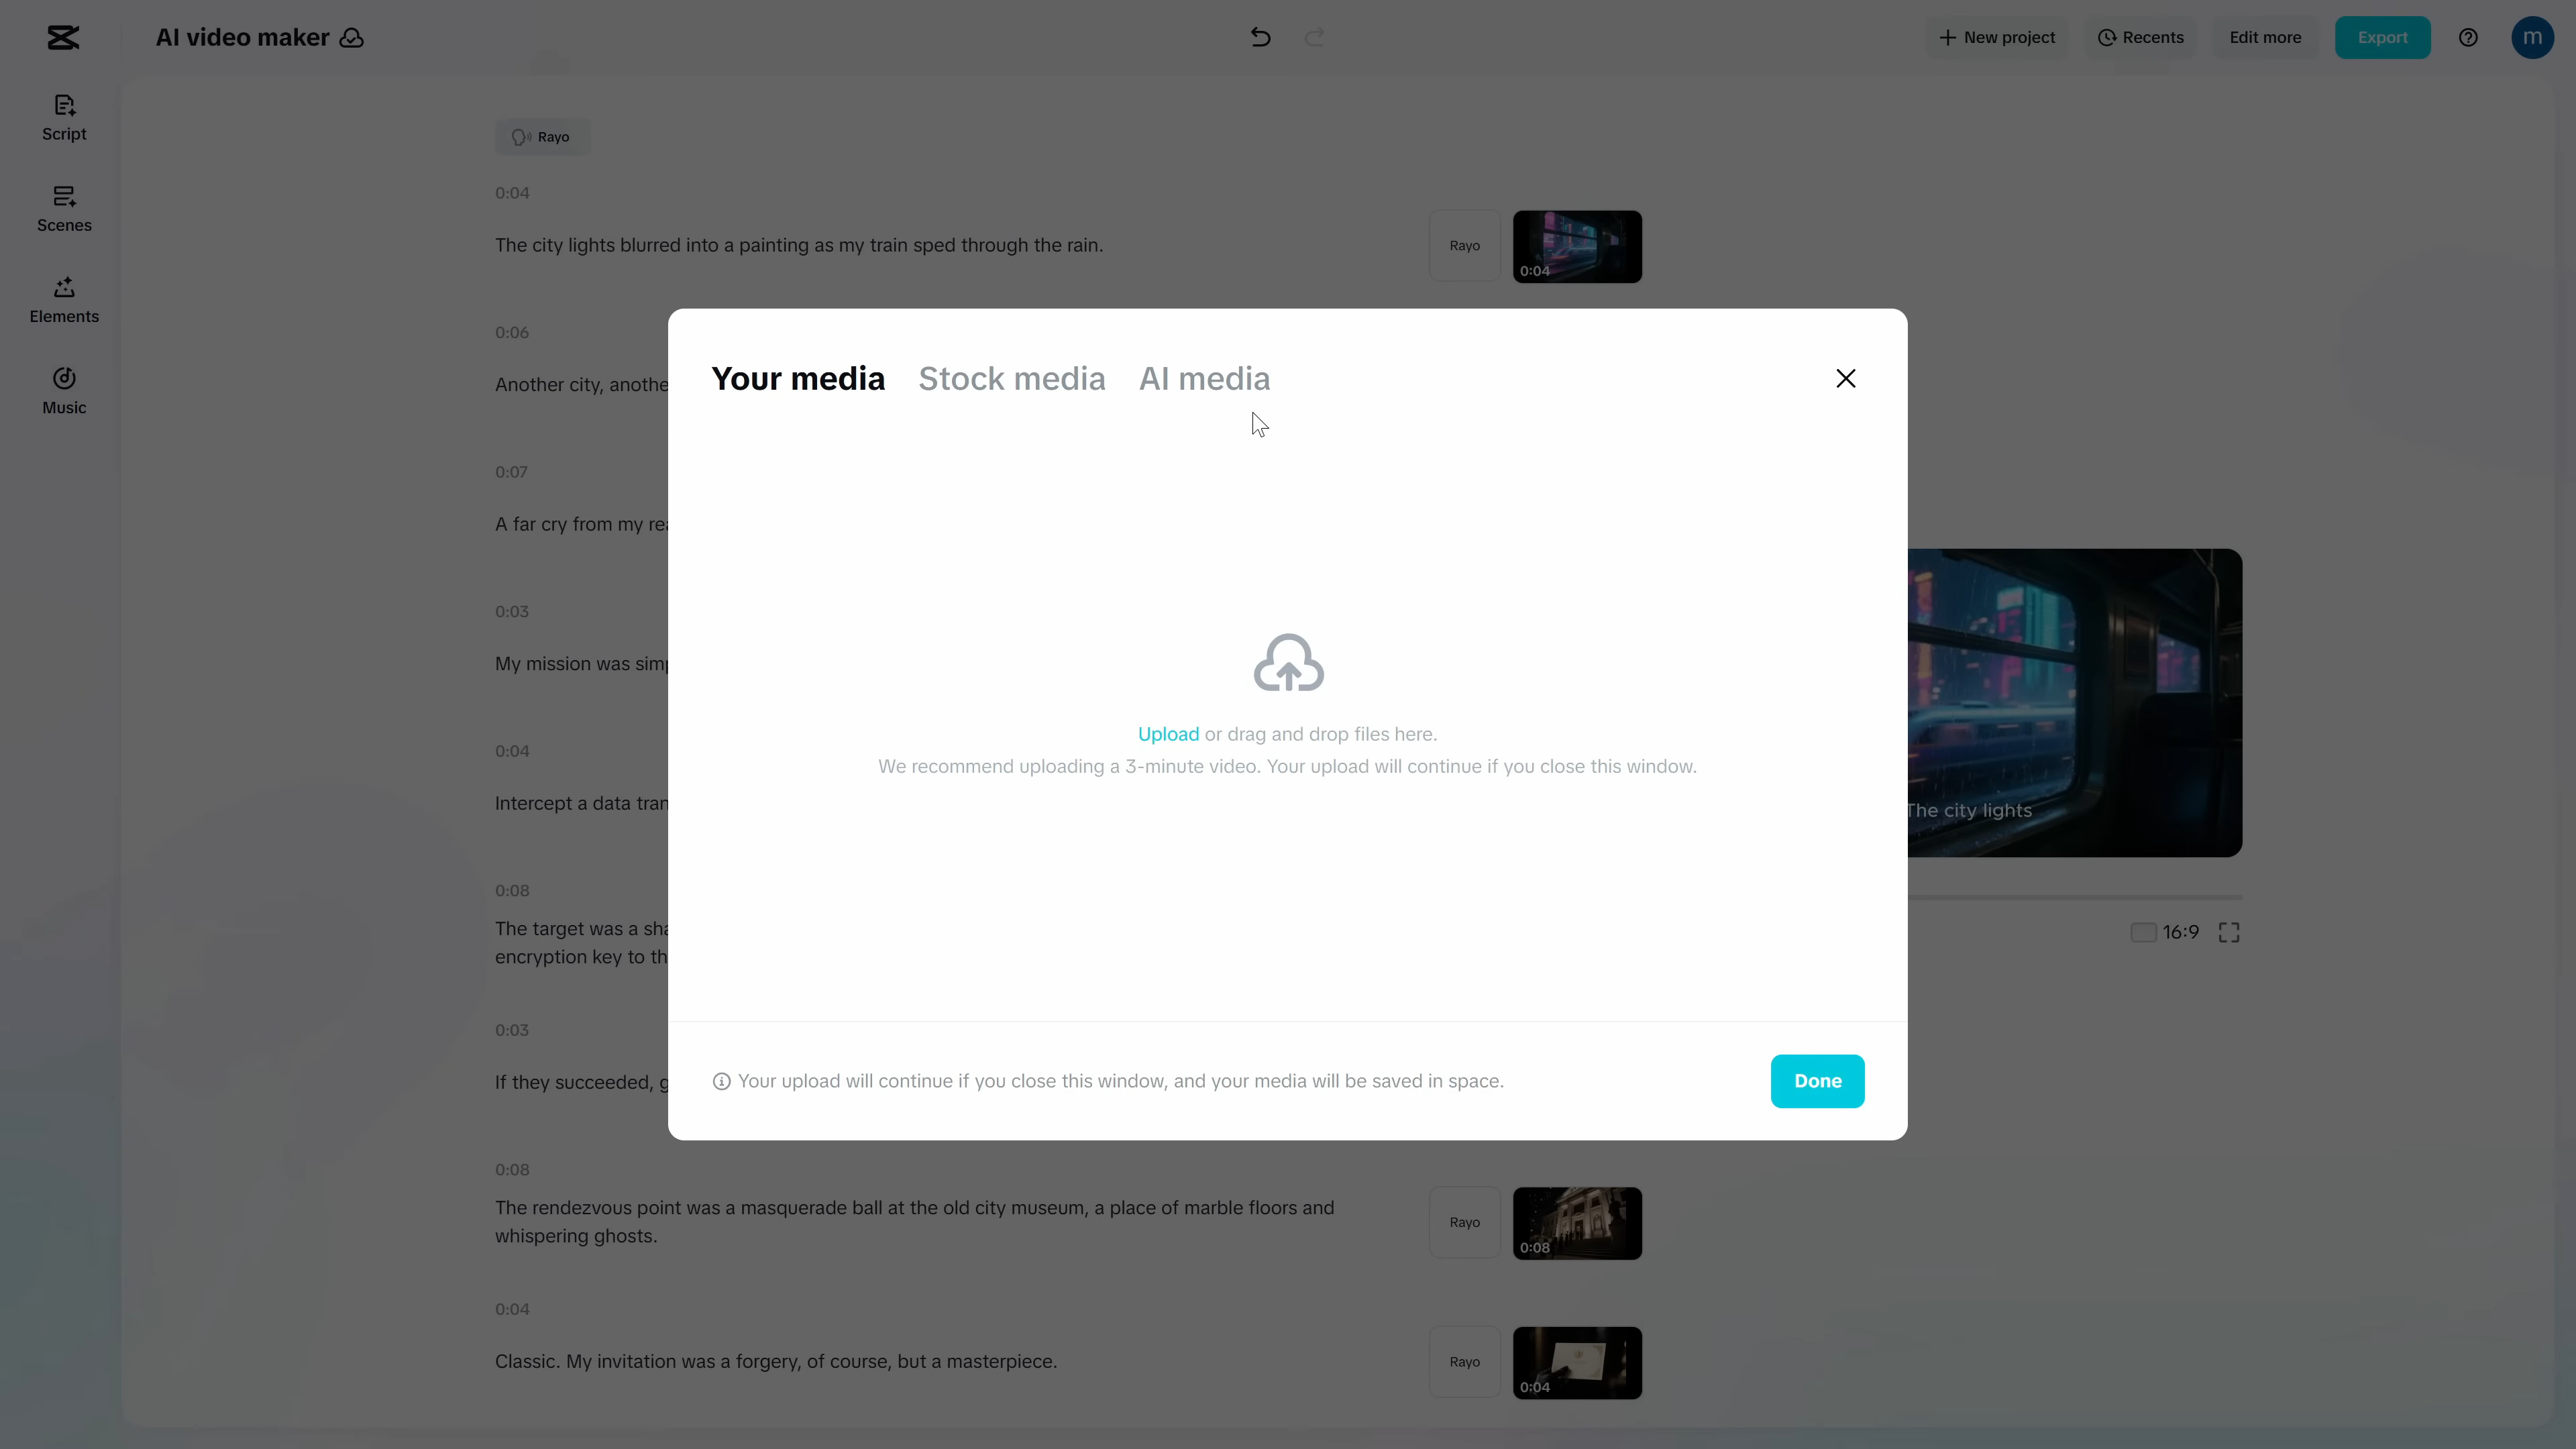 AI video maker
New project
Recents
Edit more
Export
m
Script
Scenes
Elements
Music
Rayo
0:04
The city lights blurred into a painting as my train sped through the rain.
Rayo
0:04
0:06
Another city, anothe
0:07
A far cry from my rea
0:03
My mission was simp
0:04
Intercept a data tran
0:08
The target was a sha
encryption key to th
0:03
If they succeeded, g
0:08
The rendezvous point was a masquerade ball at the old city museum, a place of marble floors and
whispering ghosts.
Rayo
0:08
0:04
Classic. My invitation was a forgery, of course, but a masterpiece.
Rayo
0:04
Your media
Stock media
AI media
Upload or drag and drop files here.
We recommend uploading a 3-minute video. Your upload will continue if you close this window.
Your upload will continue if you close this window, and your media will be saved in space.
Done
The city lights
16:9